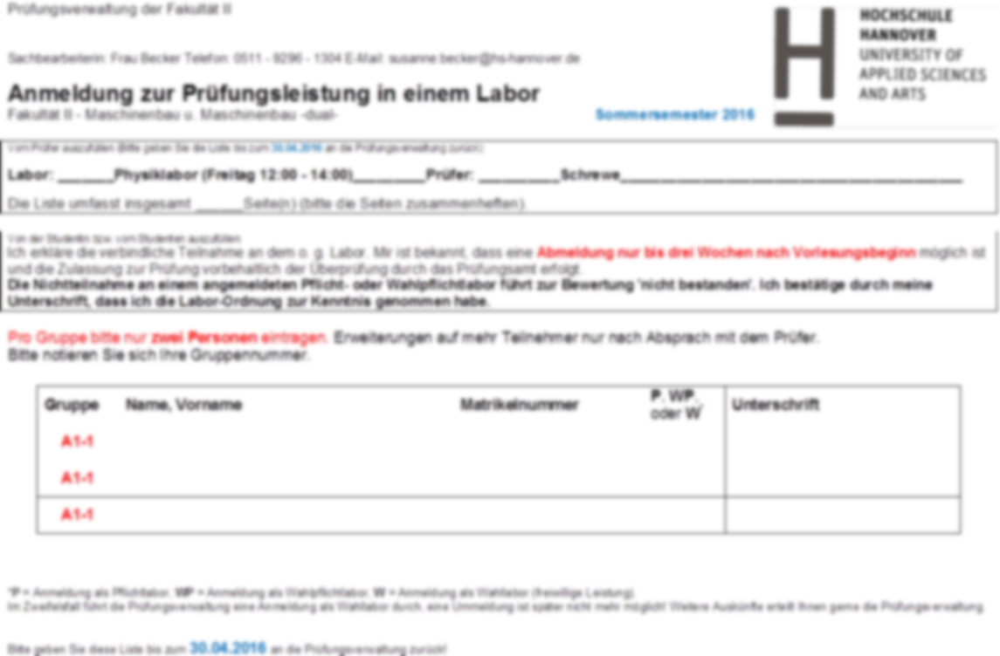 Prüfungsverwaltung der Fakultät II
HOCHSCHULE
HANNOVER
UNIVERSITY OF
APPLIED SCIENCES
AND ARTS
Sachbearbeiterin: Frau Becker Telefon: 0511 - 9296 - 1304 E-Mail: susanne.becker@hs-hannover.de
Anmeldung zur Prüfungsleistung in einem Labor
Fakultät II - Maschinenbau u. Maschinenbau -dual- Sommersemester 2016
Vom Prüfer auszufüllen (Bitte geben Sie die Liste bis zum 30.04.2016 an die Prüfungsverwaltung zurück):
Labor: _______Physiklabor (Freitag 12:00 - 14:00)_________Prüfer: __________Schrewe__________________________________________
Die Liste umfasst insgesamt ______Seite(n) (bitte die Seiten zusammenheften).
Von der Studentin bzw. vom Studenten auszufüllen
Ich erkläre die verbindliche Teilnahme an dem o. g. Labor. Mir ist bekannt, dass eine Abmeldung nur bis drei Wochen nach Vorlesungsbeginn möglich ist
und die Zulassung zur Prüfung vorbehaltlich der Überprüfung durch das Prüfungsamt erfolgt.
Die Nichtteilnahme an einem angemeldeten Pflicht- oder Wahlpflichtlabor führt zur Bewertung 'nicht bestanden'. Ich bestätige durch meine
Unterschrift, dass ich die Labor-Ordnung zur Kenntnis genommen habe.
Pro Gruppe bitte nur zwei Personen eintragen. Erweiterungen auf mehr Teilnehmer nur nach Absprach mit dem Prüfer.
Bitte notieren Sie sich Ihre Gruppennummer.
Gruppe Name, Vorname Matrikelnummer P, WP, oder W* Unterschrift
A1-1
A1-1
A1-1
*P = Anmeldung als Pflichtlabor, WP = Anmeldung als Wahlpflichtlabor, W = Anmeldung als Wahllabor (freiwillige Leistung).
Im Zweifelsfall führt die Prüfungsverwaltung eine Anmeldung als Wahllabor durch, eine Ummeldung ist später nicht mehr möglich! Weitere Auskünfte erteilt Ihnen gerne die Prüfungsverwaltung.
Bitte geben Sie diese Liste bis zum 30.04.2016 an die Prüfungsverwaltung zurück!